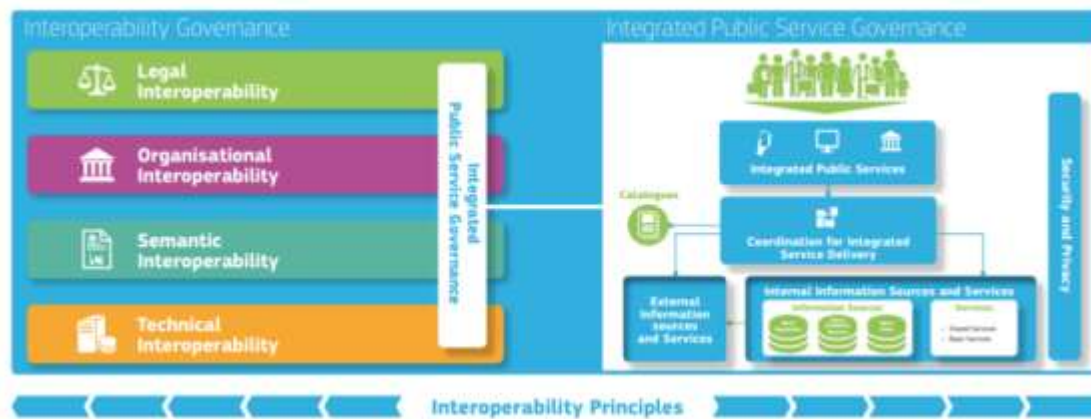 Interoperability Governance
Legal
Interoperability
Organisational
Interoperability
Semantic
Interoperability
Technical
Interoperability
Integrated
Public Service Governance
Integrated Public Service Governance
Integrated Public Services
Catalogues
Coordination for Integrated
Service Delivery
External
Information
sources
and Services
Internal Information Sources and Services
Information Sources
Services
Security and Privacy
Interoperability Principles